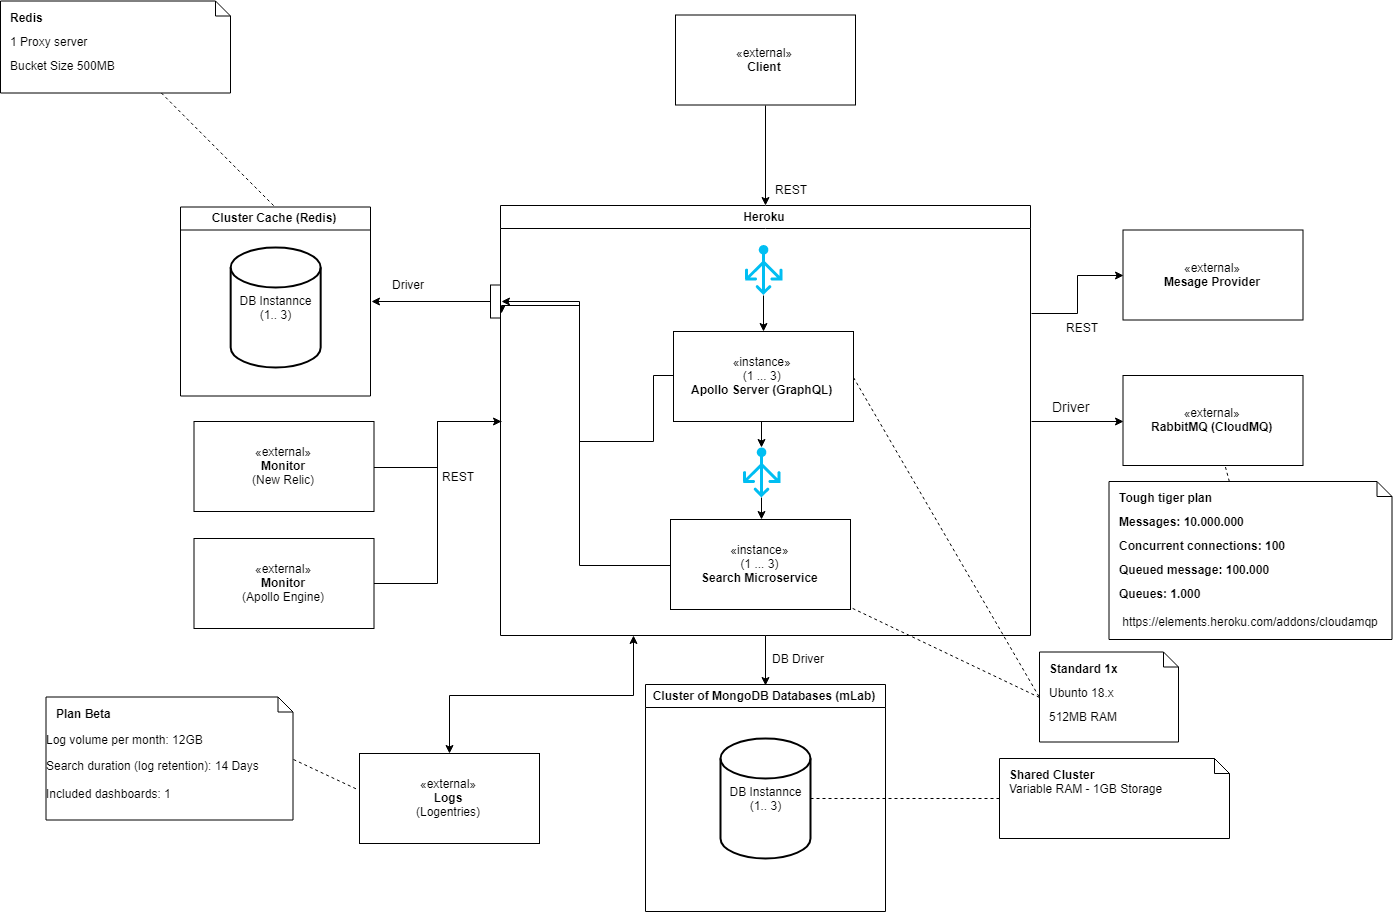 Redis
1 Proxy server
Bucket Size 500MB
«external»
Client
REST
Cluster Cache (Redis)
DB Instannce
(1.. 3)
Driver
Heroku
«instance»
(1 ... 3)
Apollo Server (GraphQL)
«instance»
(1 ... 3)
Search Microservice
«external»
Mesage Provider
REST
Driver
«external»
RabbitMQ (CloudMQ)
Tough tiger plan
Messages: 10.000.000
Concurrent connections: 100
Queued message: 100.000
Queues: 1.000
https://elements.heroku.com/addons/cloudamqp
«external»
Monitor
(New Relic)
REST
«external»
Monitor
(Apollo Engine)
DB Driver
Standard 1x
Ubunto 18.x
512MB RAM
Plan Beta
Log volume per month: 12GB
Search duration (log retention): 14 Days
Included dashboards: 1
«external»
Logs
(Logentries)
Cluster of MongoDB Databases (mLab)
DB Instannce
(1.. 3)
Shared Cluster
Variable RAM - 1GB Storage